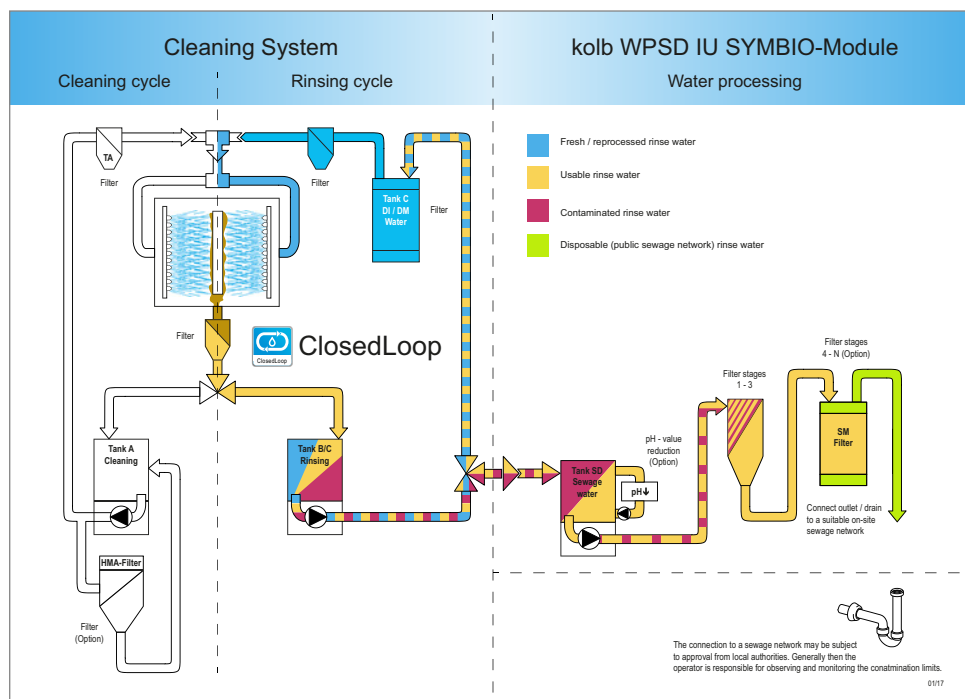 Cleaning System
kolb WPSD IU SYMBIO-Module
Cleaning cycle
Rinsing cycle
Water processing
TA
Filter
Filter
Tank C
DI / DM
Water
Filter
Fresh / reprocessed rinse water
Usable rinse water
Contaminated rinse water
Disposable (public sewage network) rinse water
Filter
ClosedLoop
ClosedLoop
Filter stages
4 - N (Option)
Filter stages
1 - 3
Tank A
Cleaning
Tank B/C
Rinsing
pH - value
reduction
(Option)
SM
Filter
Tank SD
Sewage
water
pH
Connect outlet / drain
to a suitable on-site
sewage network
HMA-Filter
Filter
(Option)
The connection to a sewage network may be subject
to approval from local authorities. Generally then the
operator is responsible for observing and monitoring the conatmination limits.
01/17